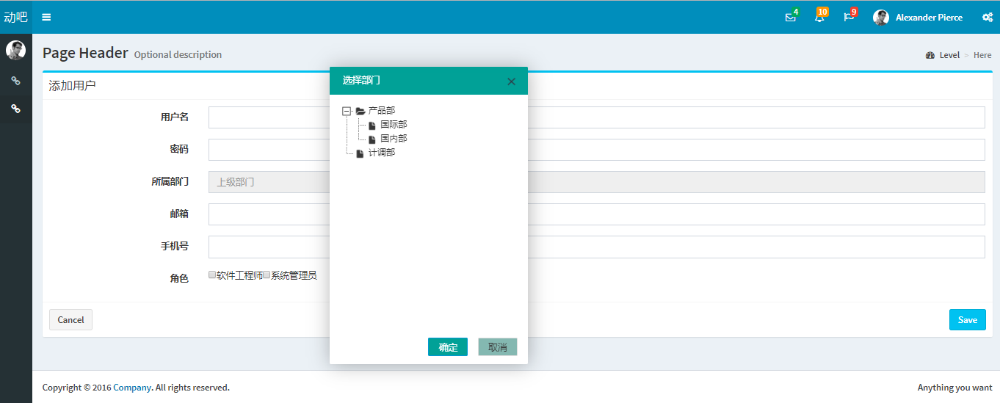 动吧
4
10
9
Alexander Pierce
Page Header Optional description
Level > Here
添加用户
选择部门
产品部
国际部
国内部
计调部
确定
取消
用户名
密码
所属部门
上级部门
邮箱
手机号
角色
软件工程师 系统管理员
Cancel
Save
Copyright © 2016 Company. All rights reserved.
Anything you want